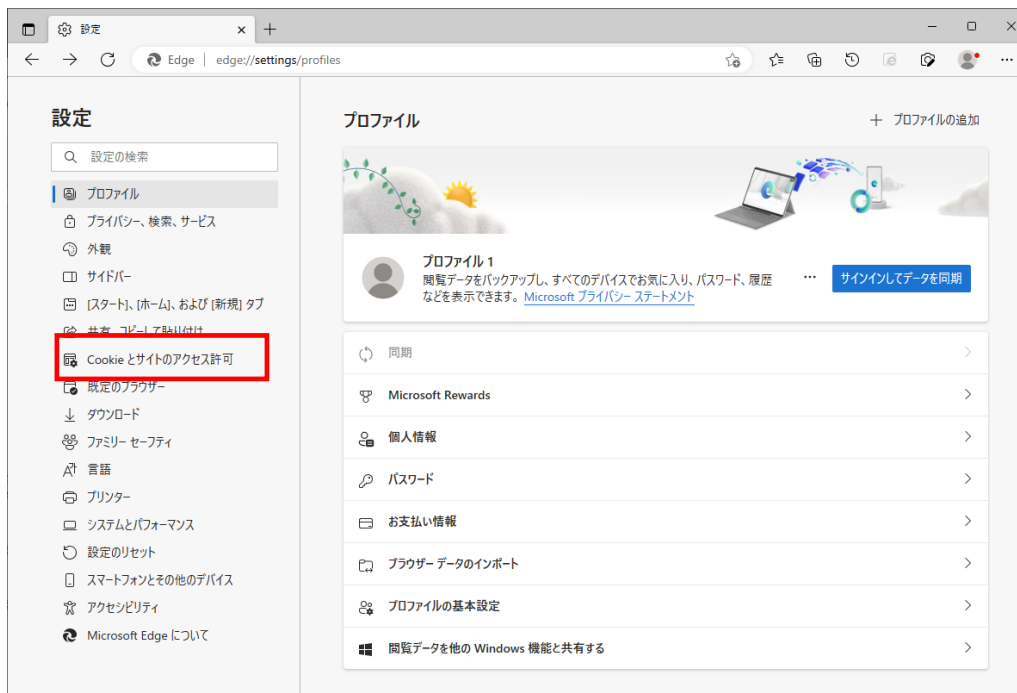 設定
Edge | edge://settings/profiles
設定
設定の検索
プロファイル
プライバシー、検索、サービス
外観
サイドバー
[スタート]、[ホーム]、および [新規] タブ
共有、コピーして貼り付け
Cookie とサイトのアクセス許可
既定のブラウザー
ダウンロード
ファミリー セーフティ
言語
プリンター
システムとパフォーマンス
設定のリセット
スマートフォンとその他のデバイス
アクセシビリティ
Microsoft Edge について
プロファイル
プロファイルの追加
プロファイル 1
閲覧データをバックアップし、すべてのデバイスでお気に入り、パスワード、履歴
などを表示できます。Microsoft プライバシー ステートメント
サインインしてデータを同期
同期
Microsoft Rewards
個人情報
パスワード
お支払い情報
ブラウザー データのインポート
プロファイルの基本設定
閲覧データを他の Windows 機能と共有する